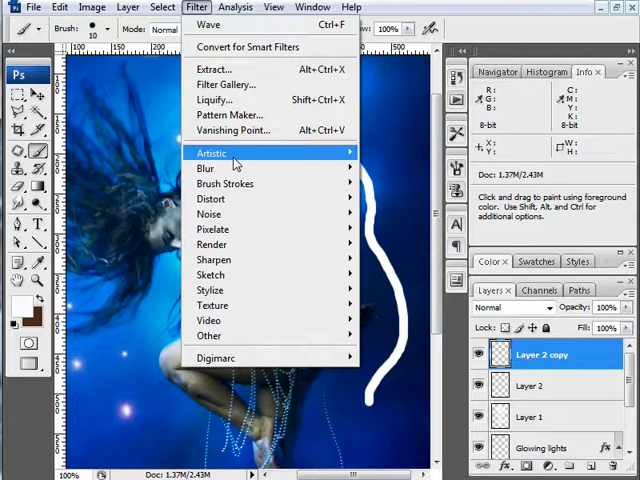 File Edit Image Layer Select Filter Analysis View Window Help
Brush: 10 Mode: Normal 100%
Wave Ctrl+F
Convert for Smart Filters
Extract... Alt+Ctrl+X
Filter Gallery...
Liquify... Shift+Ctrl+X
Pattern Maker...
Vanishing Point... Alt+Ctrl+V
Artistic
Blur
Brush Strokes
Distort
Noise
Pixelate
Render
Sharpen
Sketch
Stylize
Texture
Video
Other
Digimarc
Ps
100% Doc: 1.37M/2.43M
Navigator Histogram Info ×
R: C:
G: M:
B: Y:
K:
8-bit 8-bit
X: W:
Y: H:
Doc: 1.37M/2.43M
Click and drag to paint using foreground
color. Use Shift, Alt, and Ctrl for
additional options.
Color × Swatches Styles
Layers × Channels Paths
Normal Opacity: 100%
Lock: Fill: 100%
Layer 2 copy
Layer 2
Layer 1
Glowing lights
fx